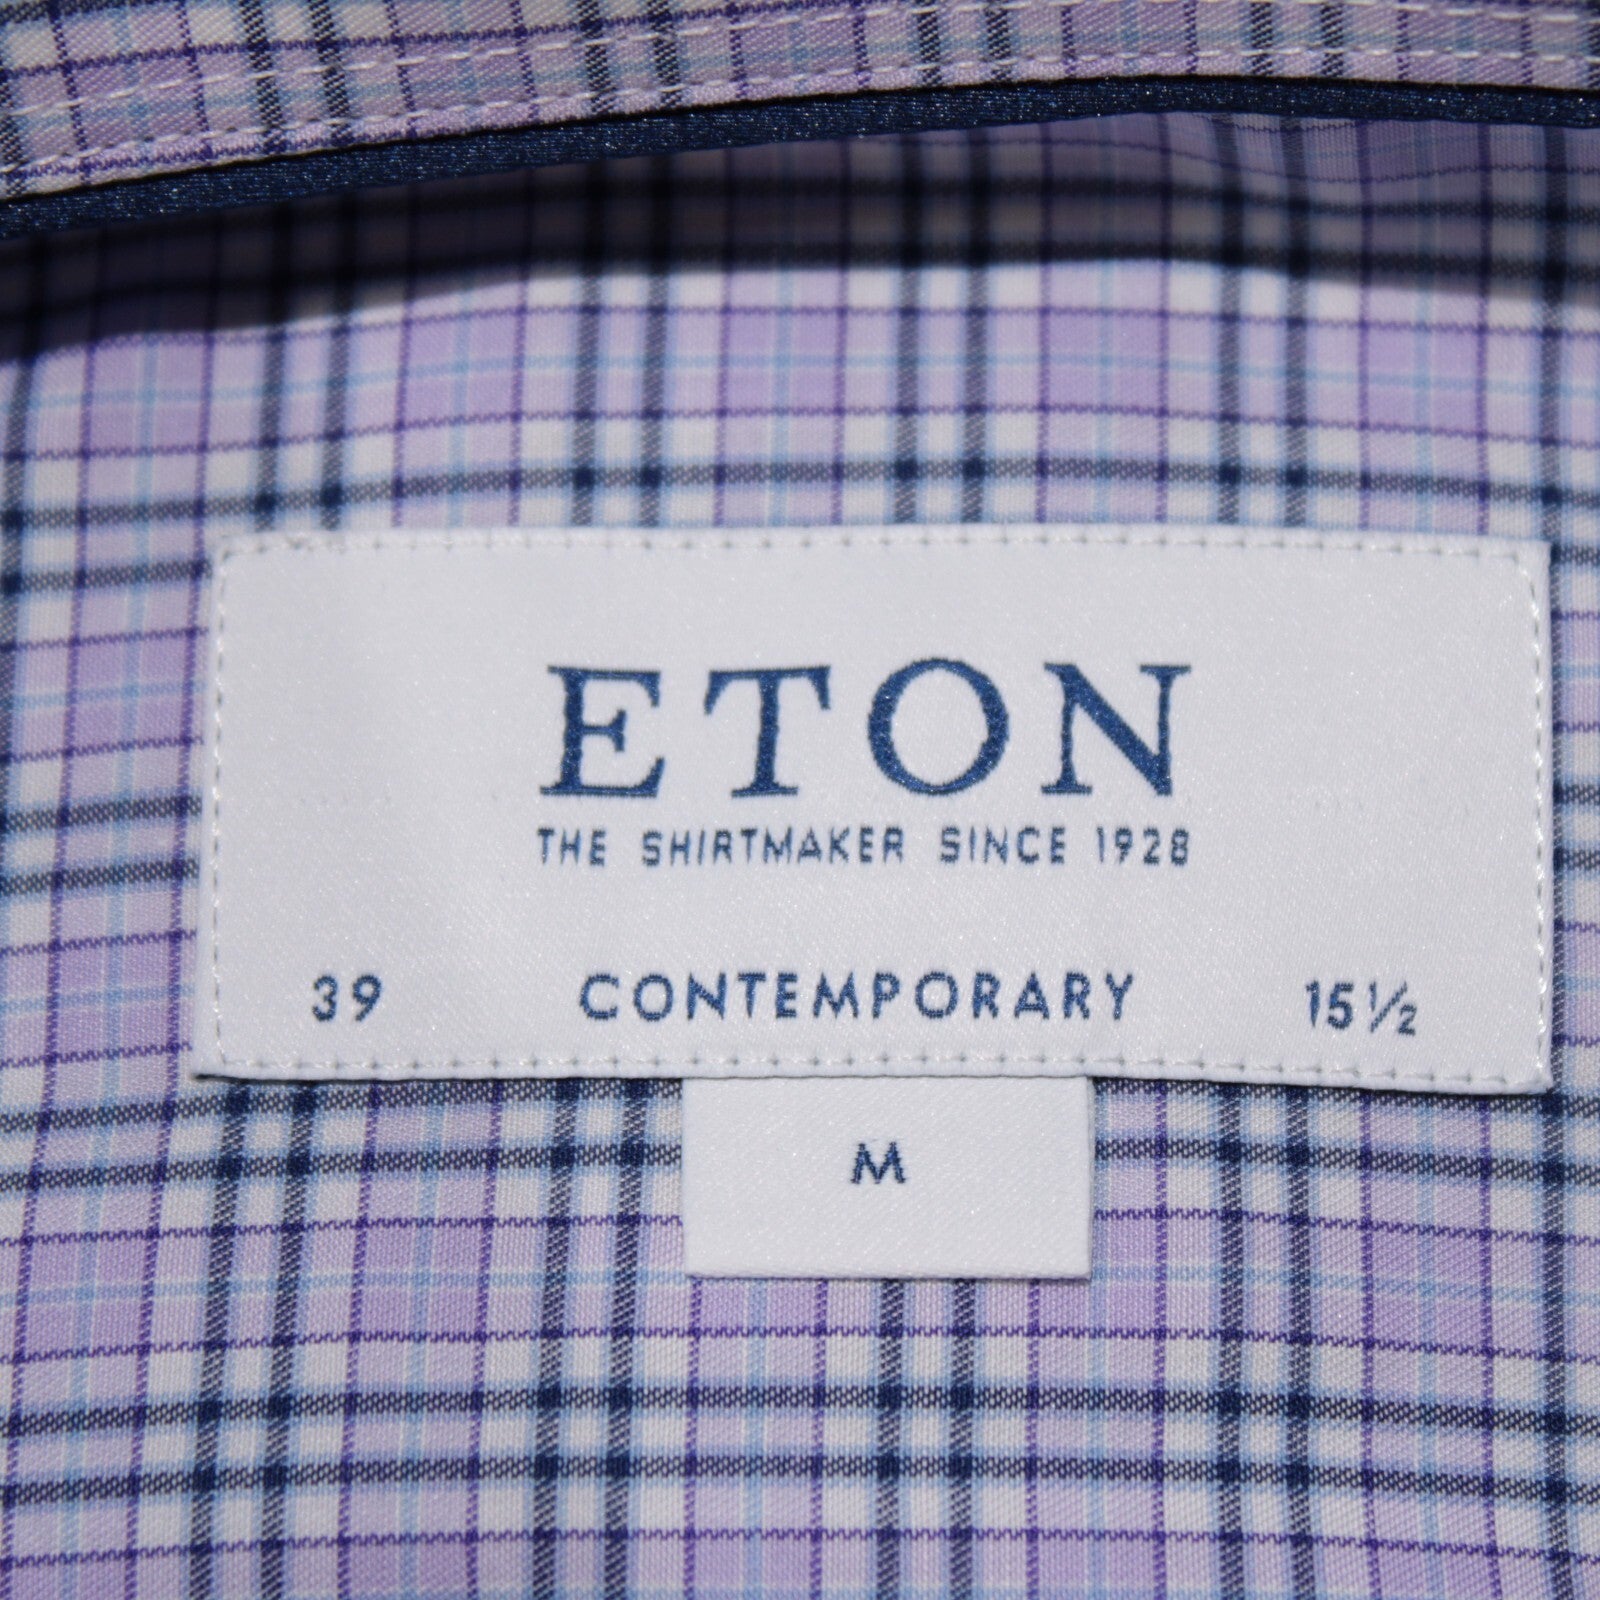 ETON
THE SHIRTMAKER SINCE 1928
39 CONTEMPORARY 15½
M